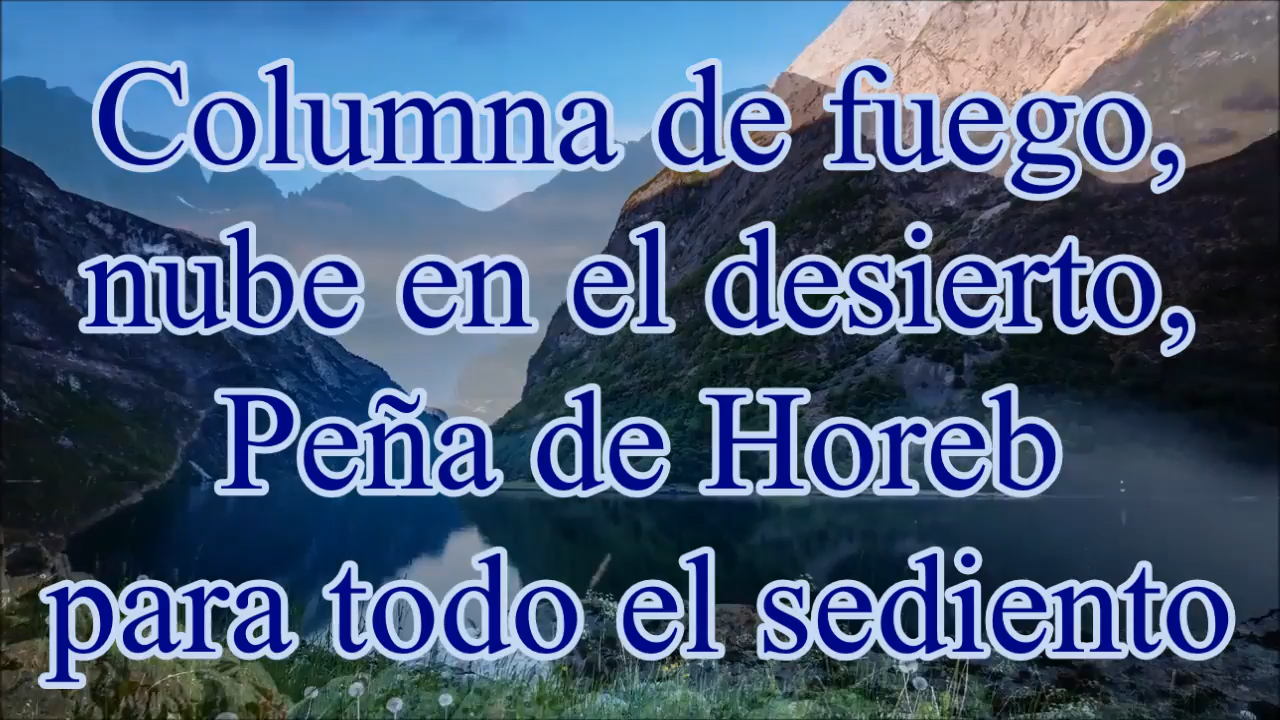 Columna de fuego,
nube en el desierto,
Peña de Horeb
para todo el sediento